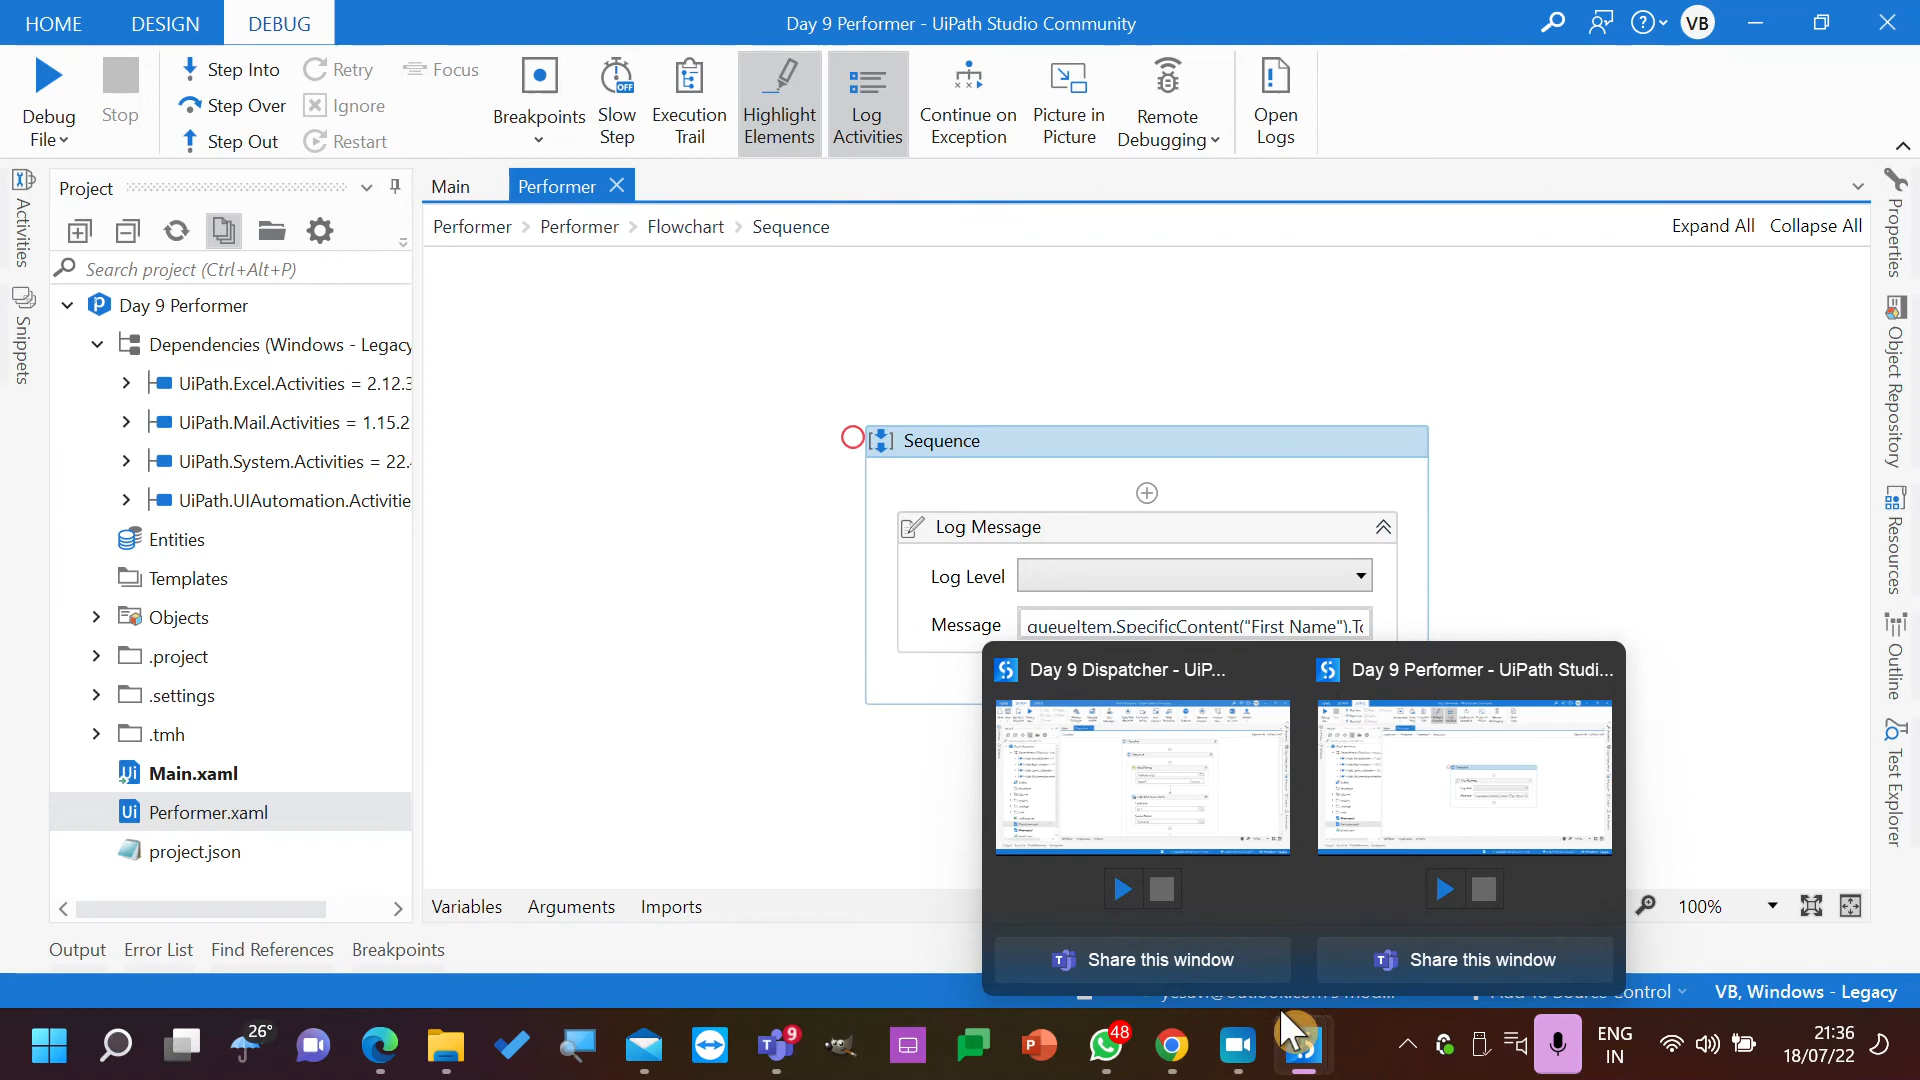 HOME DESIGN DEBUG Day 9 Performer - UiPath Studio Community VB
Debug File Stop
Step Into Retry Focus
Step Over Ignore
Step Out Restart
Breakpoints Slow Step Execution Trail Highlight Elements Log Activities Continue on Exception Picture in Picture Remote Debugging Open Logs
Project
Main Performer
Performer Performer Flowchart Sequence Expand All Collapse All
Activities
Snippets
Search project (Ctrl+Alt+P)
Day 9 Performer
Dependencies (Windows - Legacy
UiPath.Excel.Activities = 2.12.3
UiPath.Mail.Activities = 1.15.2
UiPath.System.Activities = 22.
UiPath.UIAutomation.Activitie
Entities
Templates
Objects
.project
.settings
.tmh
Main.xaml
Performer.xaml
project.json
Sequence
Log Message
Log Level
Message queueItem.SpecificContent("First Name").To
Day 9 Dispatcher - UiP...
Day 9 Performer - UiPath Studi...
Share this window
Share this window
Properties
Object Repository
Resources
Outline
Test Explorer
Variables Arguments Imports 100%
Output Error List Find References Breakpoints
VB, Windows - Legacy
26° 9 48
ENG IN
21:36
18/07/22